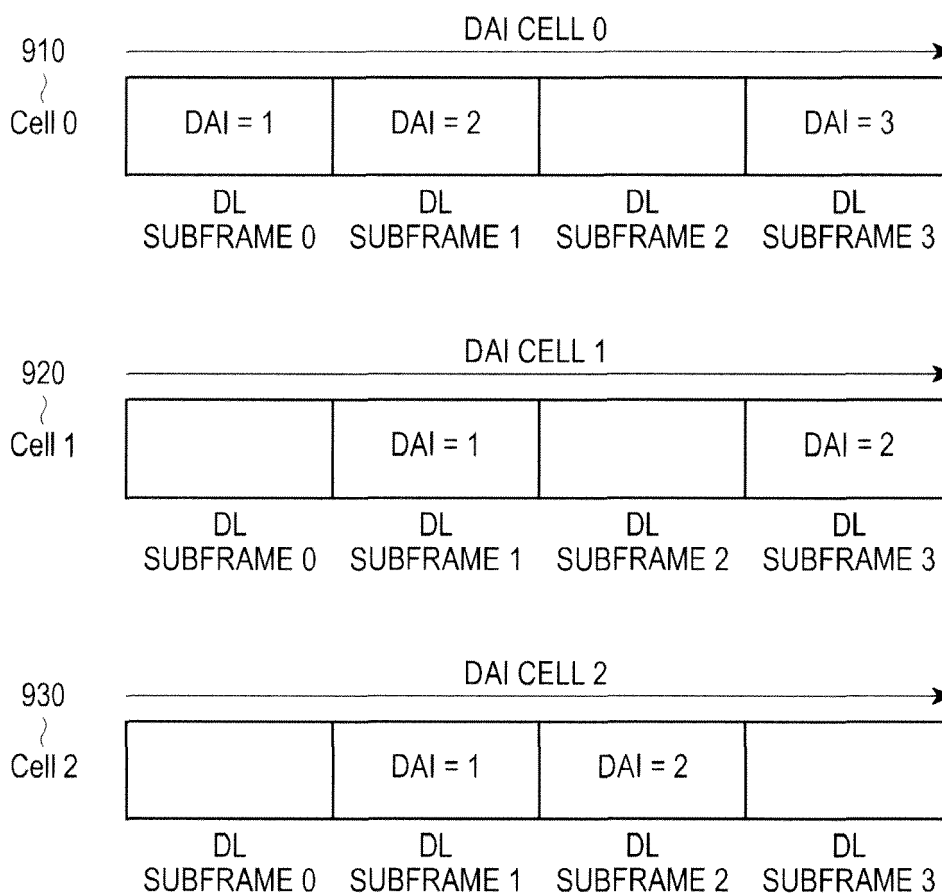 DAI CELL 0
910
Cell 0
DAI = 1 DAI = 2 DAI = 3
DL DL DL DL
SUBFRAME 0 SUBFRAME 1 SUBFRAME 2 SUBFRAME 3
DAI CELL 1
920
Cell 1
DAI = 1 DAI = 2
DL DL DL DL
SUBFRAME 0 SUBFRAME 1 SUBFRAME 2 SUBFRAME 3
DAI CELL 2
930
Cell 2
DAI = 1 DAI = 2
DL DL DL DL
SUBFRAME 0 SUBFRAME 1 SUBFRAME 2 SUBFRAME 3